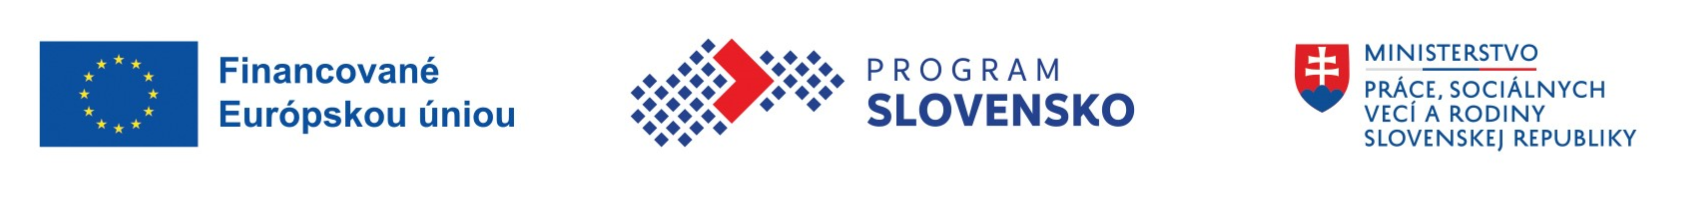 Financované
Európskou úniou
PROGRAM
SLOVENSKO
MINISTERSTVO
PRÁCE, SOCIÁLNYCH
VECÍ A RODINY
SLOVENSKEJ REPUBLIKY